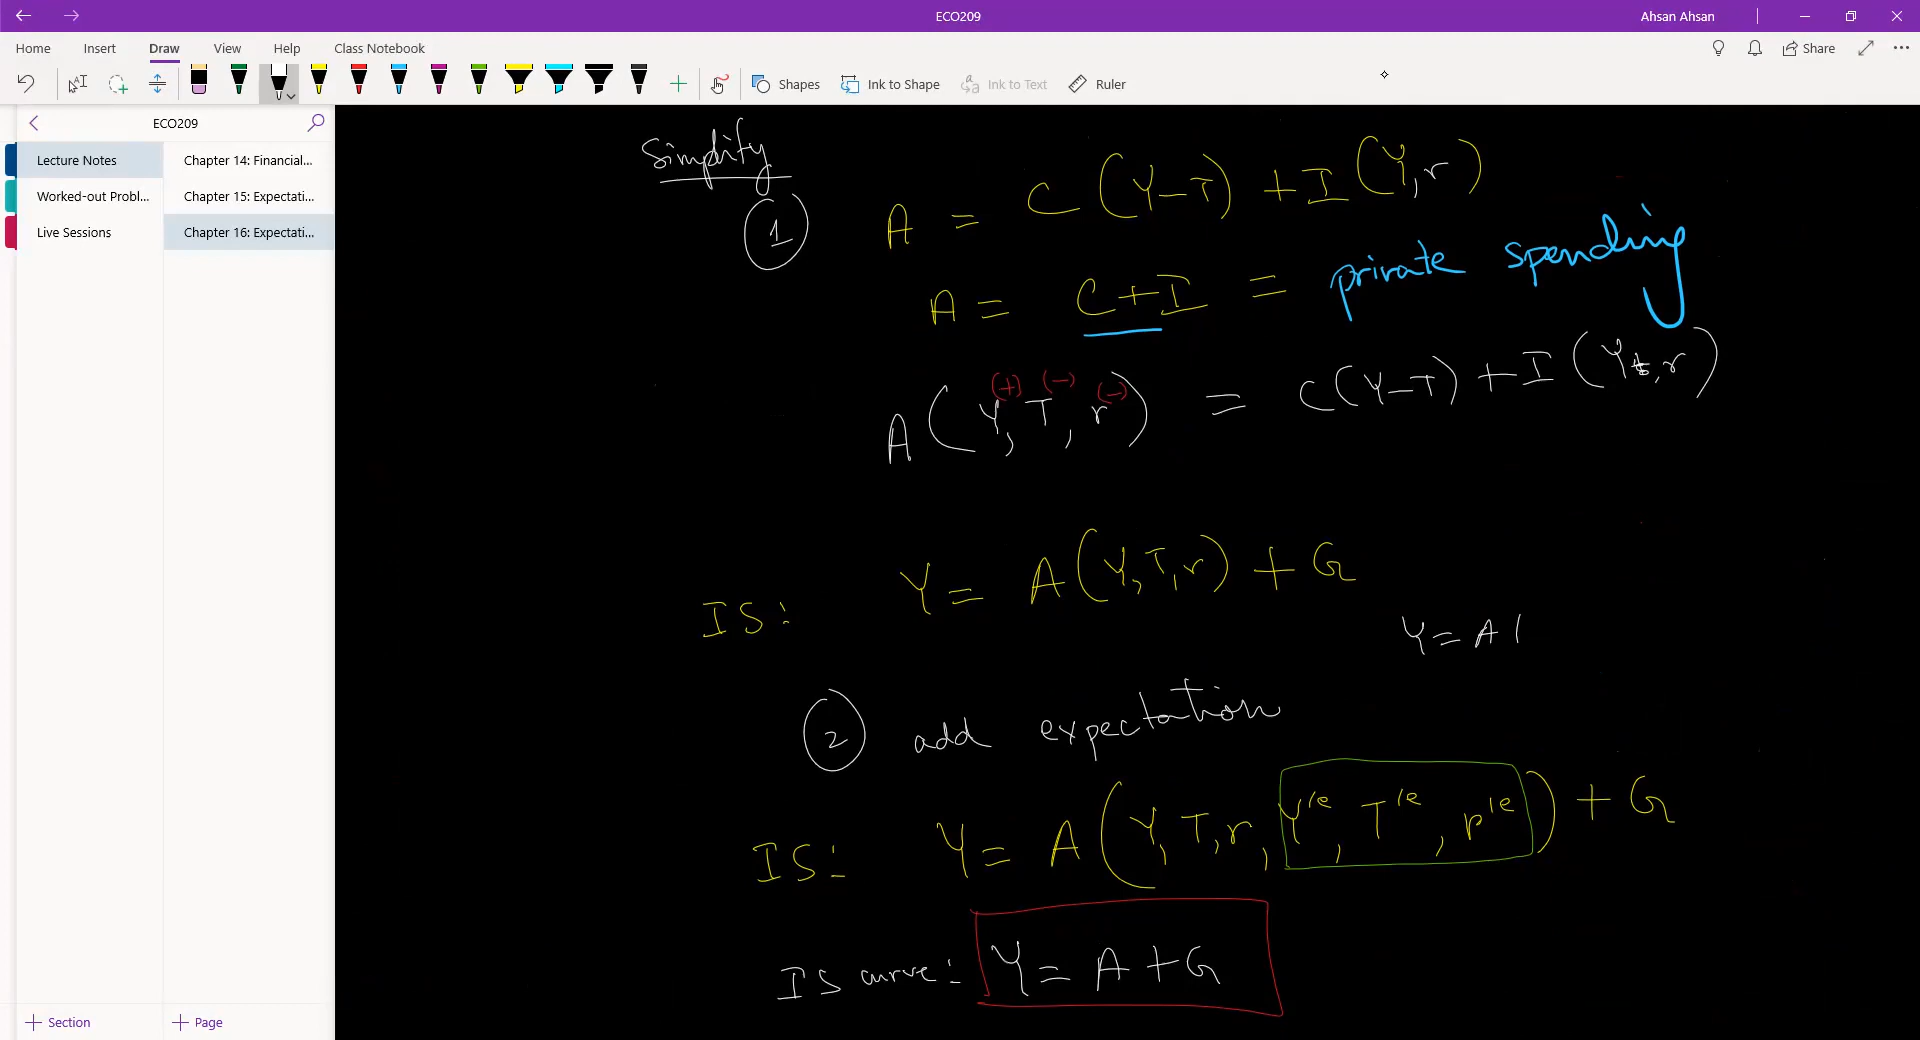 ECO209
Ahsan Ahsan
Home Insert Draw View Help Class Notebook
Share
Shapes Ink to Shape Ink to Text Ruler
ECO209
Lecture Notes
Worked-out Probl...
Live Sessions
Chapter 14: Financial...
Chapter 15: Expectati...
Chapter 16: Expectati...
Simplify
1 A = C (Y-T) + I (Y,r)
A = C+I = private spending
(+) (-) (-)
A (Y, T, r) = C(Y-T) + I (Yt,r)
IS: Y = A(Y,T,r) + G
Y = A (
2 add expectation
IS: Y = A (Y,T,r, Y'e, T'e, r'e) + G
IS curve: Y = A + G
Section
Page